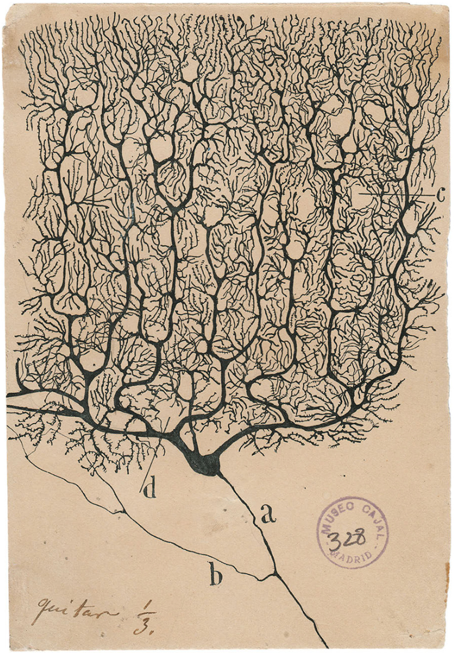 c
d
a
b
MUSEO CAJAL
328
MADRID
quitar 1/3.